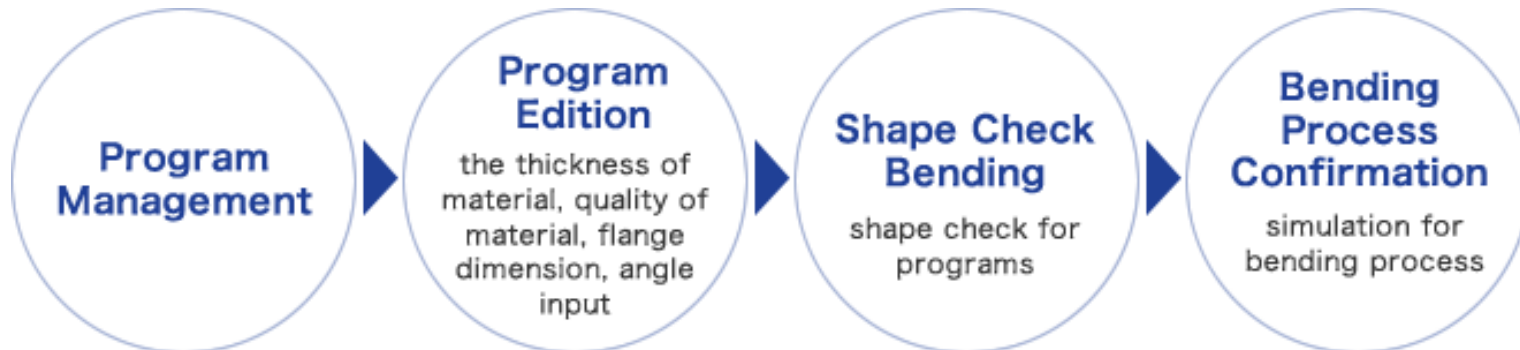 Program
Management
Program
Edition
the thickness of
material, quality of
material, flange
dimension, angle
input
Shape Check
Bending
shape check for
programs
Bending
Process
Confirmation
simulation for
bending process